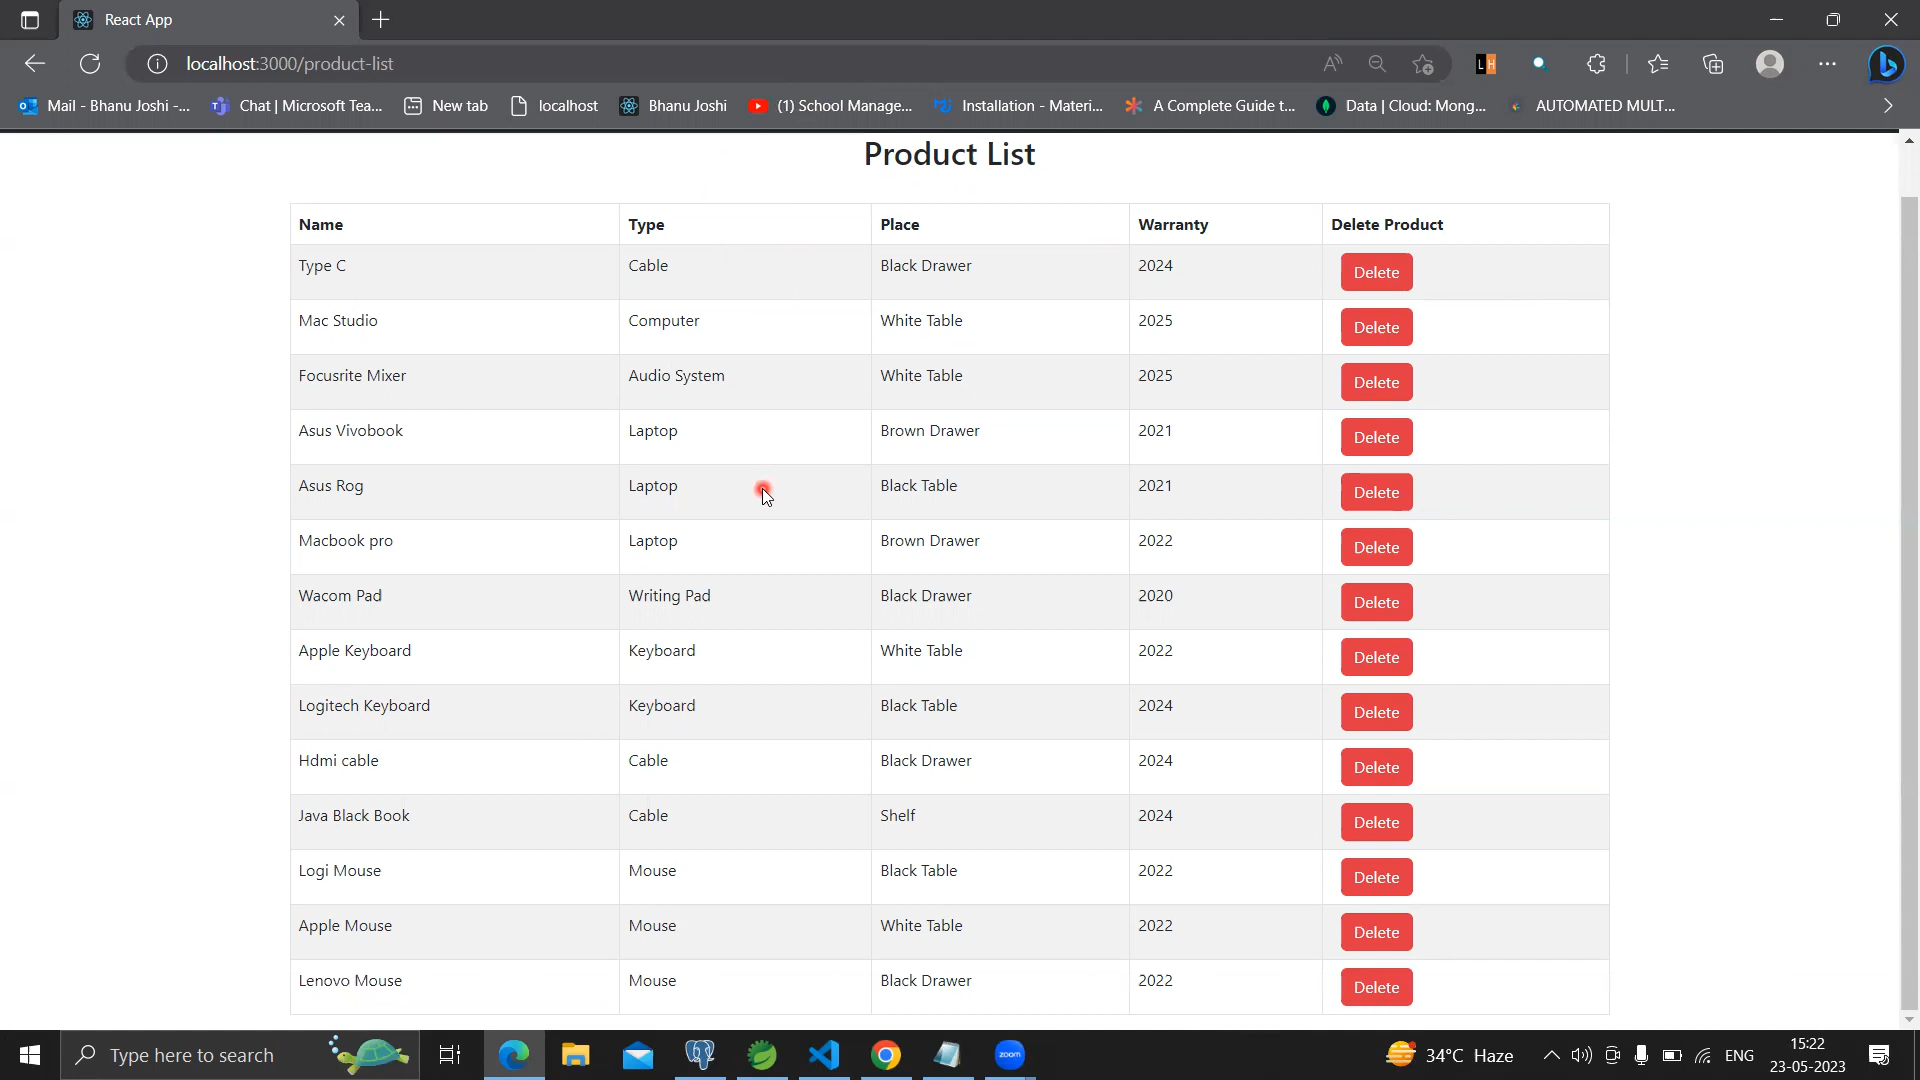 React App
localhost:3000/product-list
Mail - Bhanu Joshi -... Chat | Microsoft Tea... New tab localhost Bhanu Joshi (1) School Manage... Installation - Materi... A Complete Guide t... Data | Cloud: Mong... AUTOMATED MULT...
Product List
Name Type Place Warranty Delete Product
Type C Cable Black Drawer 2024 Delete
Mac Studio Computer White Table 2025 Delete
Focusrite Mixer Audio System White Table 2025 Delete
Asus Vivobook Laptop Brown Drawer 2021 Delete
Asus Rog Laptop Black Table 2021 Delete
Macbook pro Laptop Brown Drawer 2022 Delete
Wacom Pad Writing Pad Black Drawer 2020 Delete
Apple Keyboard Keyboard White Table 2022 Delete
Logitech Keyboard Keyboard Black Table 2024 Delete
Hdmi cable Cable Black Drawer 2024 Delete
Java Black Book Cable Shelf 2024 Delete
Logi Mouse Mouse Black Table 2022 Delete
Apple Mouse Mouse White Table 2022 Delete
Lenovo Mouse Mouse Black Drawer 2022 Delete
Type here to search zoom 34°C Haze ENG 15:22
23-05-2023